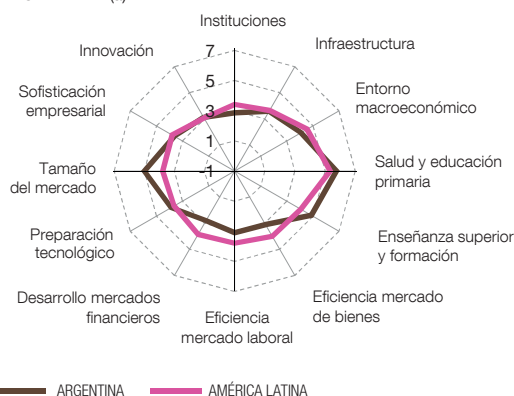 Instituciones
Infraestructura
Entorno
macroeconómico
Salud y educación
primaria
Enseñanza superior
y formación
Eficiencia mercado
de bienes
Eficiencia
mercado laboral
Desarrollo mercados
financieros
Preparación
tecnológico
Tamaño
del mercado
Sofisticación
empresarial
Innovación
7
5
3
1
-1
ARGENTINA
AMÉRICA LATINA